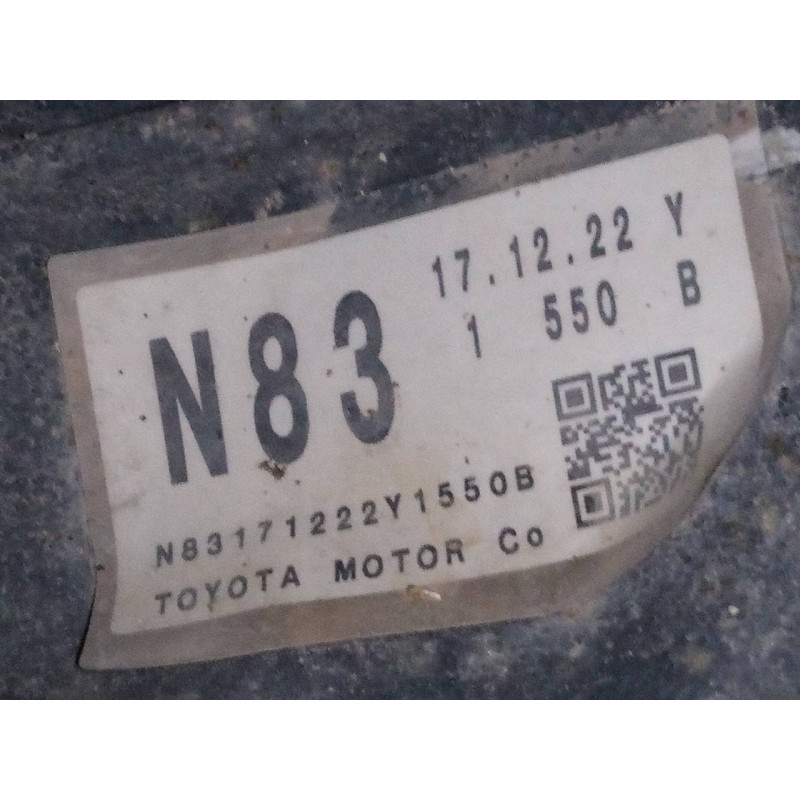 N83
17.12.22 Y
1 550 B
N83171222Y1550B
TOYOTA MOTOR Co